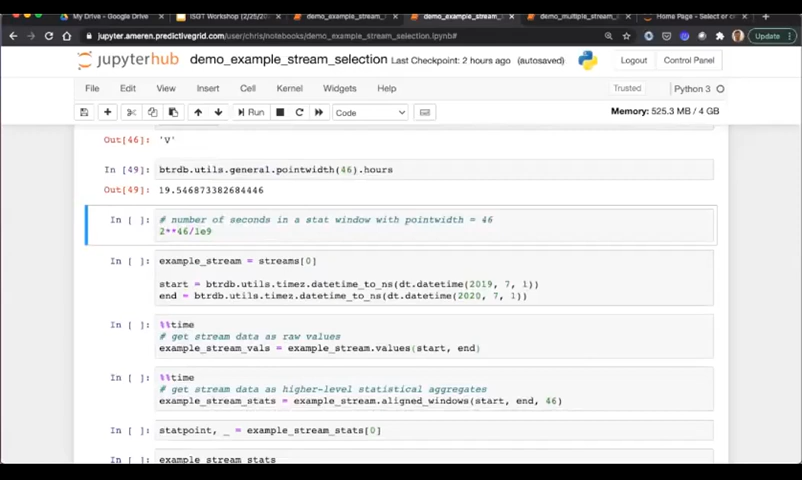 My Drive - Google Drive
ISGT Workshop (2/25/20
demo_example_stream_
demo_example_stream_
demo_multiple_stream_s
Home Page - Select or c
jupyter.ameren.predictivegrid.com/user/chris/notebooks/demo_example_stream_selection.ipynb#
Update
jupyterhub demo_example_stream_selection Last Checkpoint: 2 hours ago (autosaved)
Logout
Control Panel
File Edit View Insert Cell Kernel Widgets Help
Trusted
Python 3
Run
Code
Memory: 525.3 MB / 4 GB
Out[46]: 'V'
In [49]: btrdb.utils.general.pointwidth(46).hours
Out[49]: 19.546873382684446
In [ ]: # number of seconds in a stat window with pointwidth = 46
2**46/1e9
In [ ]: example_stream = streams[0]
start = btrdb.utils.timez.datetime_to_ns(dt.datetime(2019, 7, 1))
end = btrdb.utils.timez.datetime_to_ns(dt.datetime(2020, 7, 1))
In [ ]: %%time
# get stream data as raw values
example_stream_vals = example_stream.values(start, end)
In [ ]: %%time
# get stream data as higher-level statistical aggregates
example_stream_stats = example_stream.aligned_windows(start, end, 46)
In [ ]: statpoint, _ = example_stream_stats[0]
In [ ]: example_stream_stats